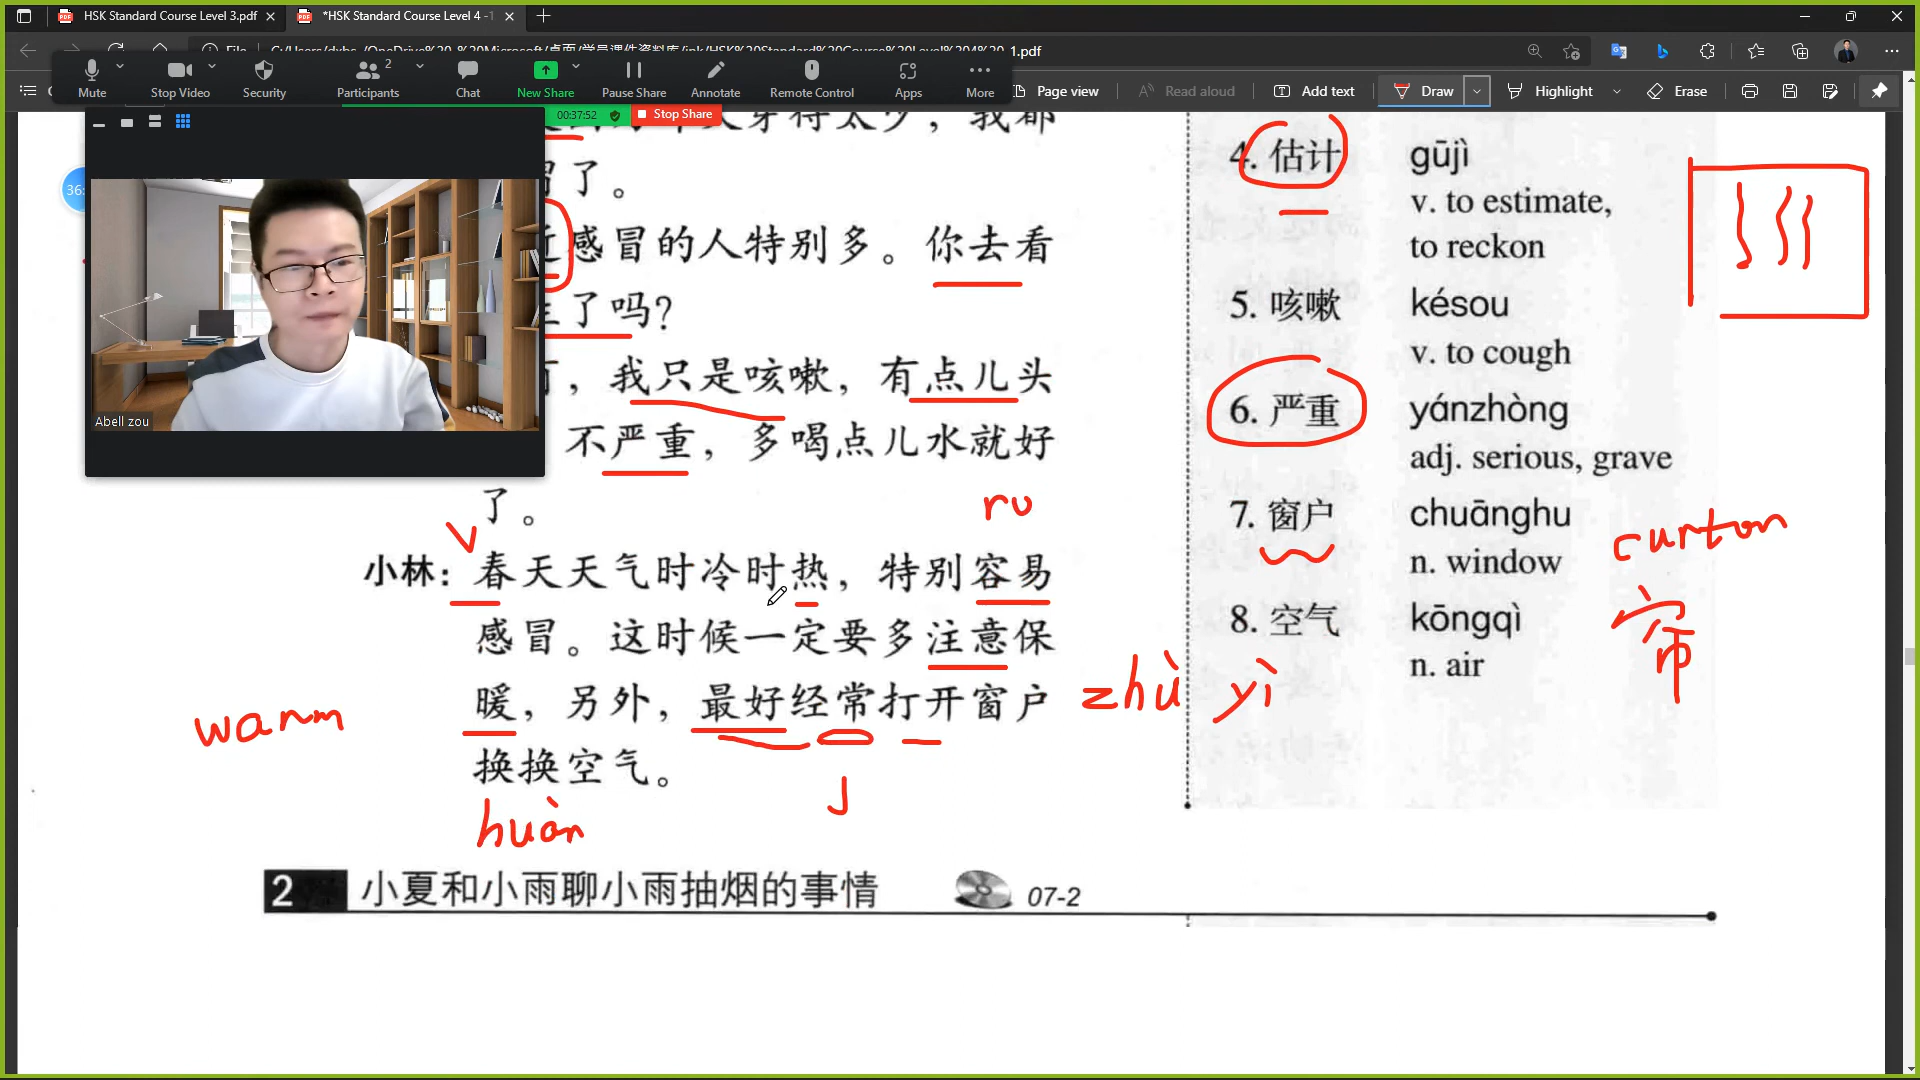 HSK Standard Course Level 3.pdf
*HSK Standard Course Level 4 -1
Mute
Stop Video
Security
2
Participants
Chat
New Share
Pause Share
Annotate
Remote Control
Apps
More
Page view
Read aloud
Add text
Draw
Highlight
Erase
00:37:52
Stop Share
Abell zou
冒了。
近感冒的人特别多。你去看
生了吗?
,我只是咳嗽,有点儿头
不严重,多喝点儿水就好
了。
小林:春天天气时冷时热,特别容易
感冒。这时候一定要多注意保
暖,另外,最好经常打开窗户
换换空气。
4. 估计 gūjì
v. to estimate,
to reckon
5. 咳嗽 késou
v. to cough
6. 严重 yánzhòng
adj. serious, grave
7. 窗户 chuānghu
n. window
8. 空气 kōngqì
n. air
warm
zhù yì
huàn
2 小夏和小雨聊小雨抽烟的事情 07-2